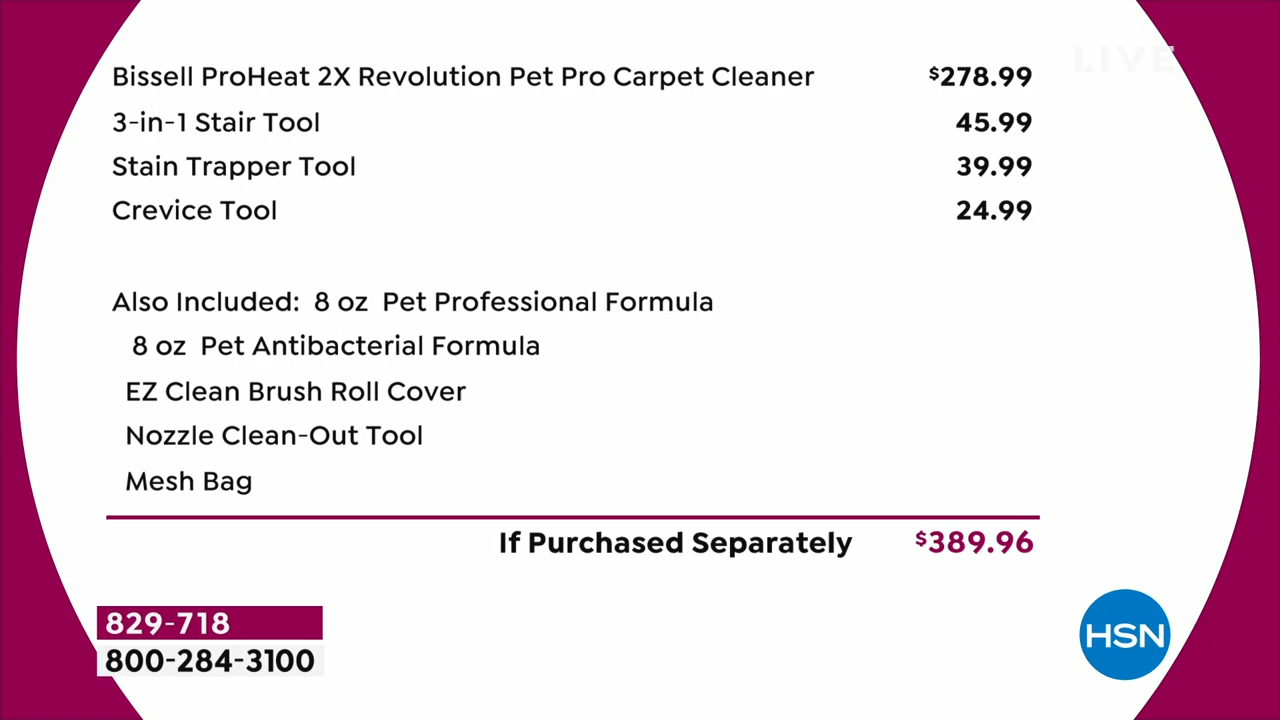 LIVE
Bissell ProHeat 2X Revolution Pet Pro Carpet Cleaner $278.99
3-in-1 Stair Tool 45.99
Stain Trapper Tool 39.99
Crevice Tool 24.99
Also Included: 8 oz Pet Professional Formula
8 oz Pet Antibacterial Formula
EZ Clean Brush Roll Cover
Nozzle Clean-Out Tool
Mesh Bag
If Purchased Separately $389.96
829-718
800-284-3100
HSN